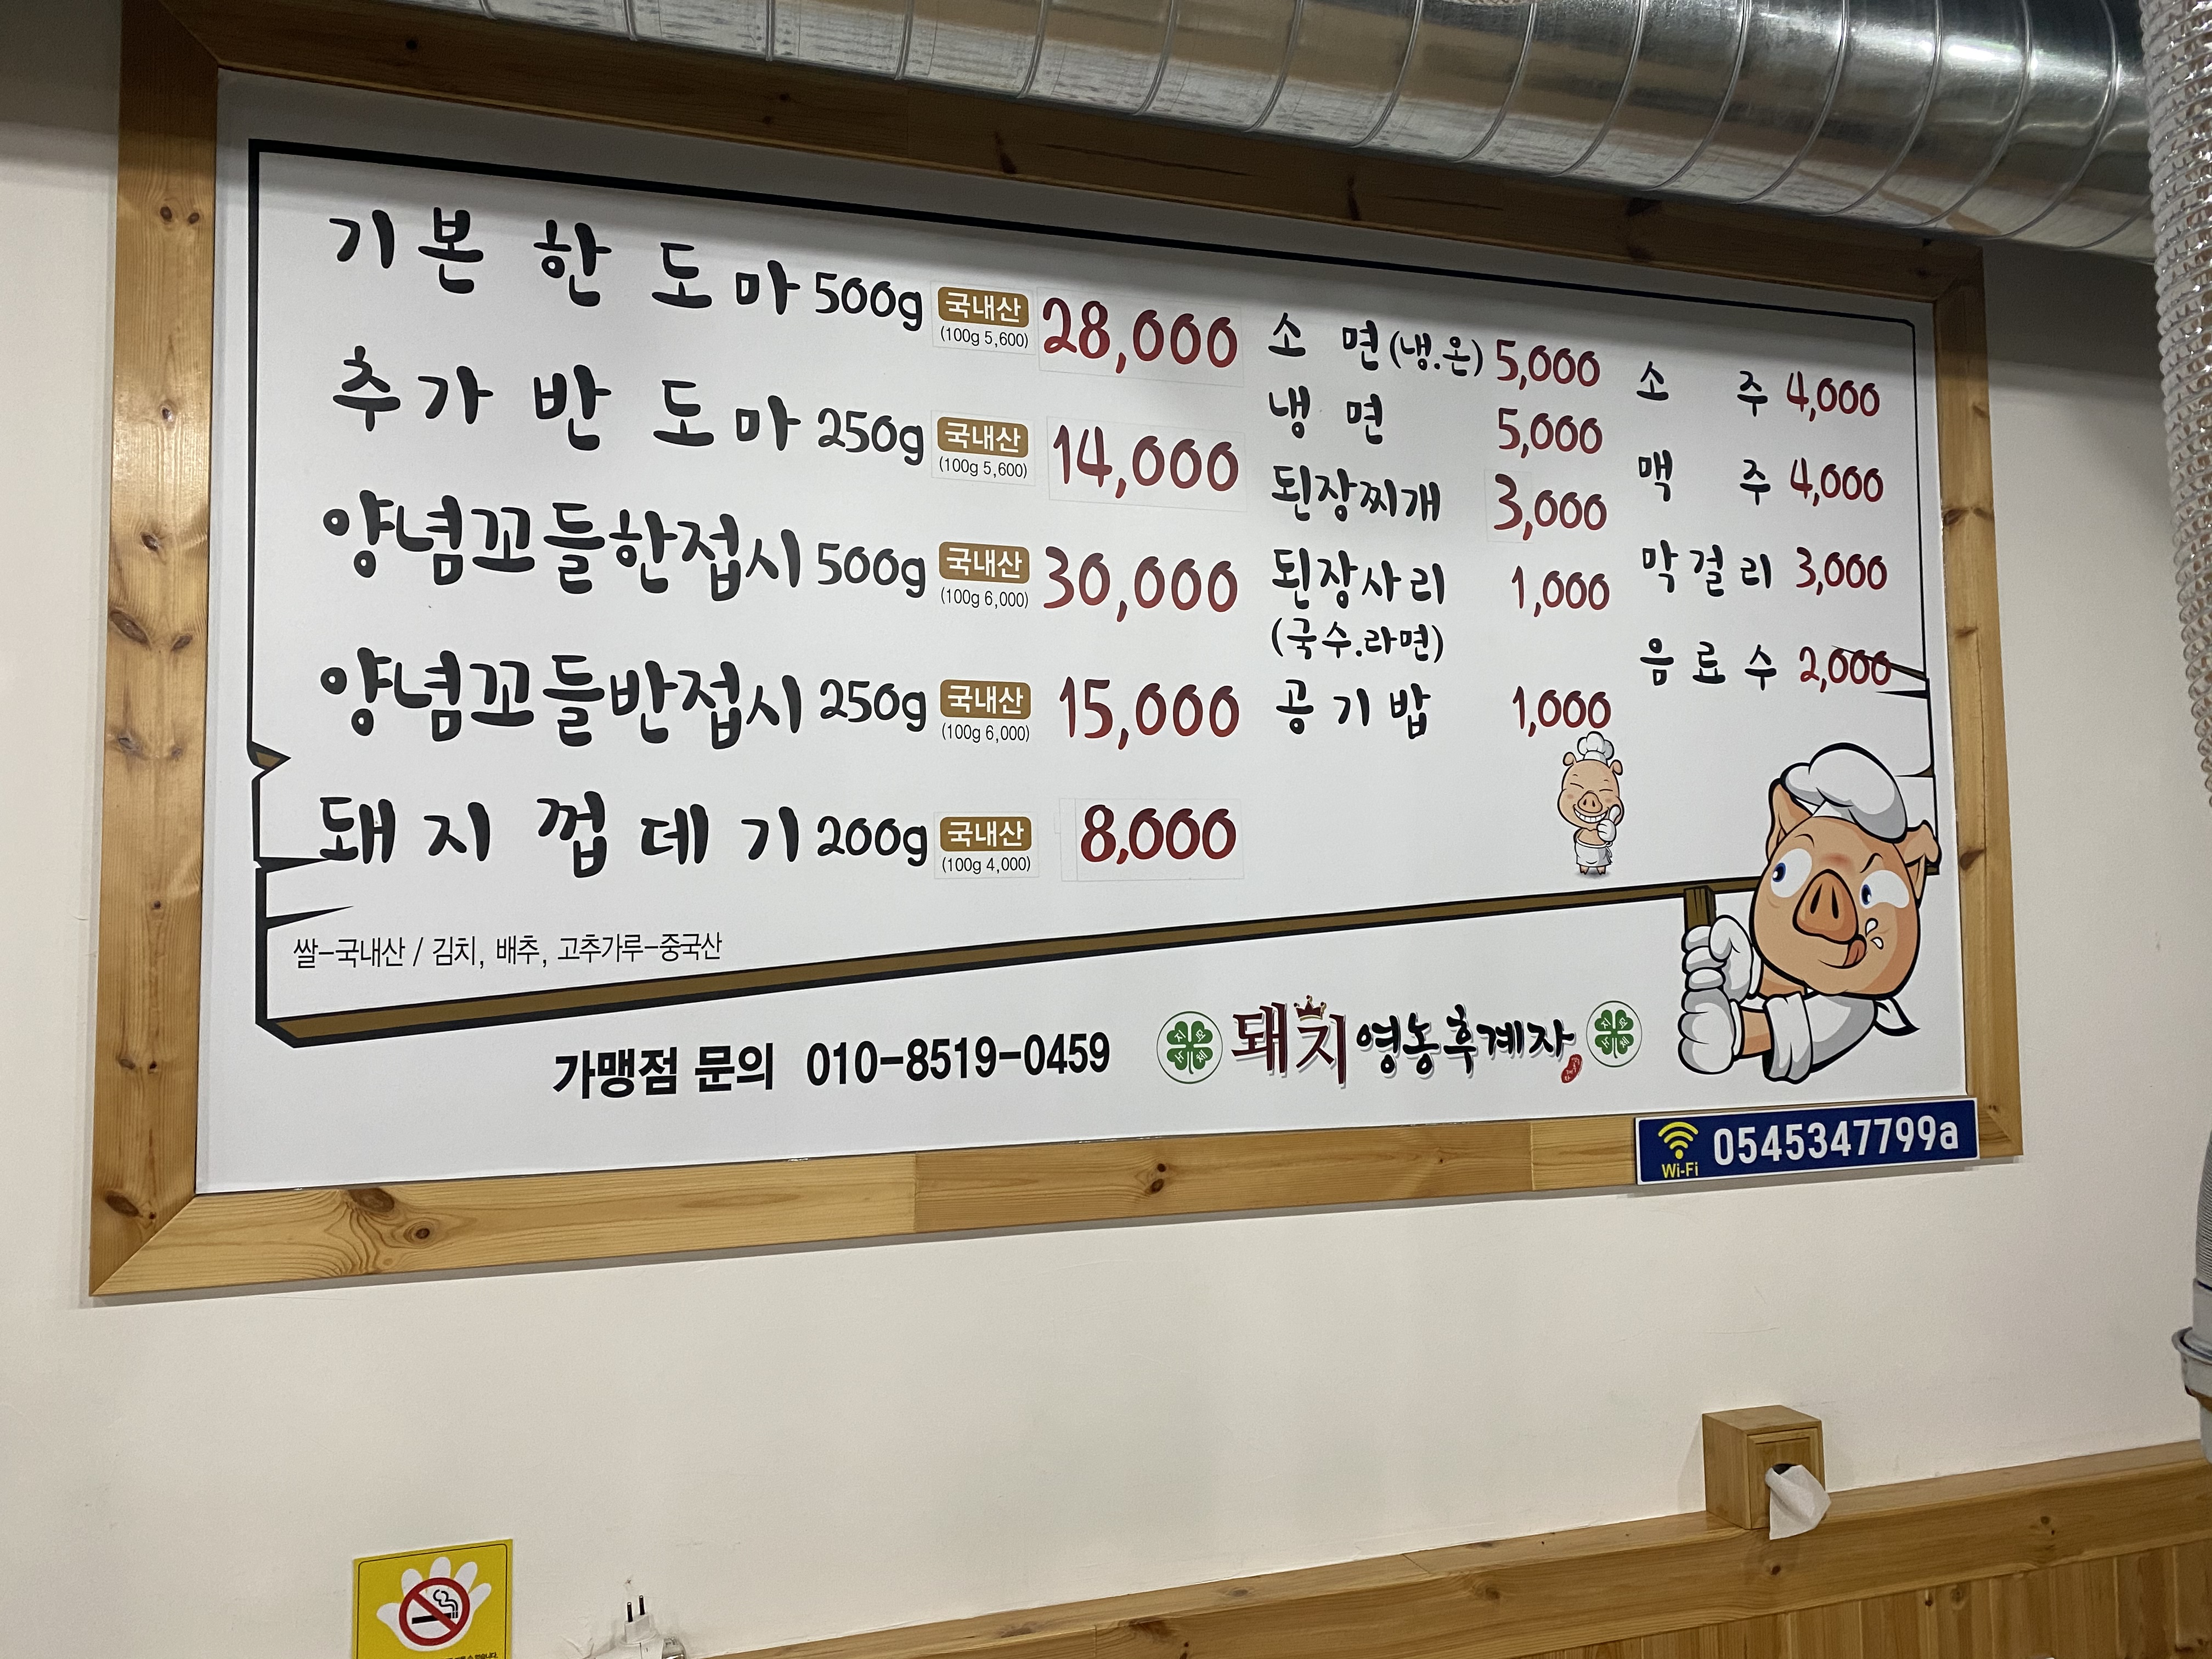 기본 한 도마 500g 국내산 (100g 5,600) 28,000
추가 반 도마 250g 국내산 (100g 5,600) 14,000
양념꼬들한접시 500g 국내산 (100g 6,000) 30,000
양념꼬들반접시 250g 국내산 (100g 6,000) 15,000
돼지 껍데기 200g 국내산 (100g 4,000) 8,000
소면(냉.온) 5,000
냉면 5,000
된장찌개 3,000
된장사리 1,000
(국수.라면)
공기밥 1,000
소주 4,000
맥주 4,000
막걸리 3,000
음료수 2,000
쌀-국내산 / 김치, 배추, 고추가루-중국산
가맹점 문의 010-8519-0459
돼지영농후계자
Wi-Fi 0545347799a